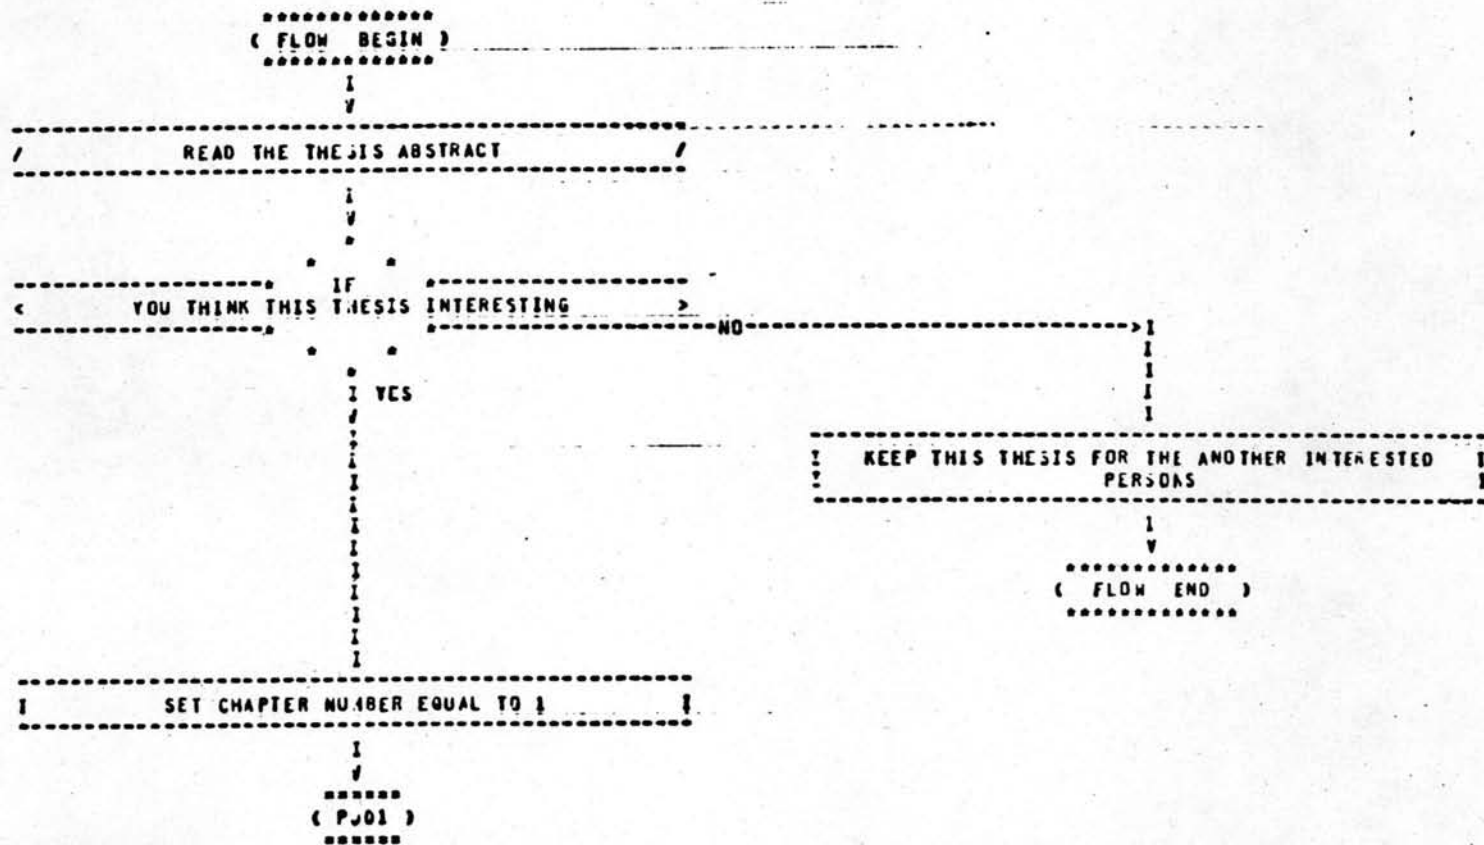 ( FLOW BEGIN )
/ READ THE THESIS ABSTRACT /
IF
< YOU THINK THIS THESIS INTERESTING >
NO
YES
KEEP THIS THESIS FOR THE ANOTHER INTERESTED
PERSONS
( FLOW END )
SET CHAPTER NUMBER EQUAL TO 1
( P001 )